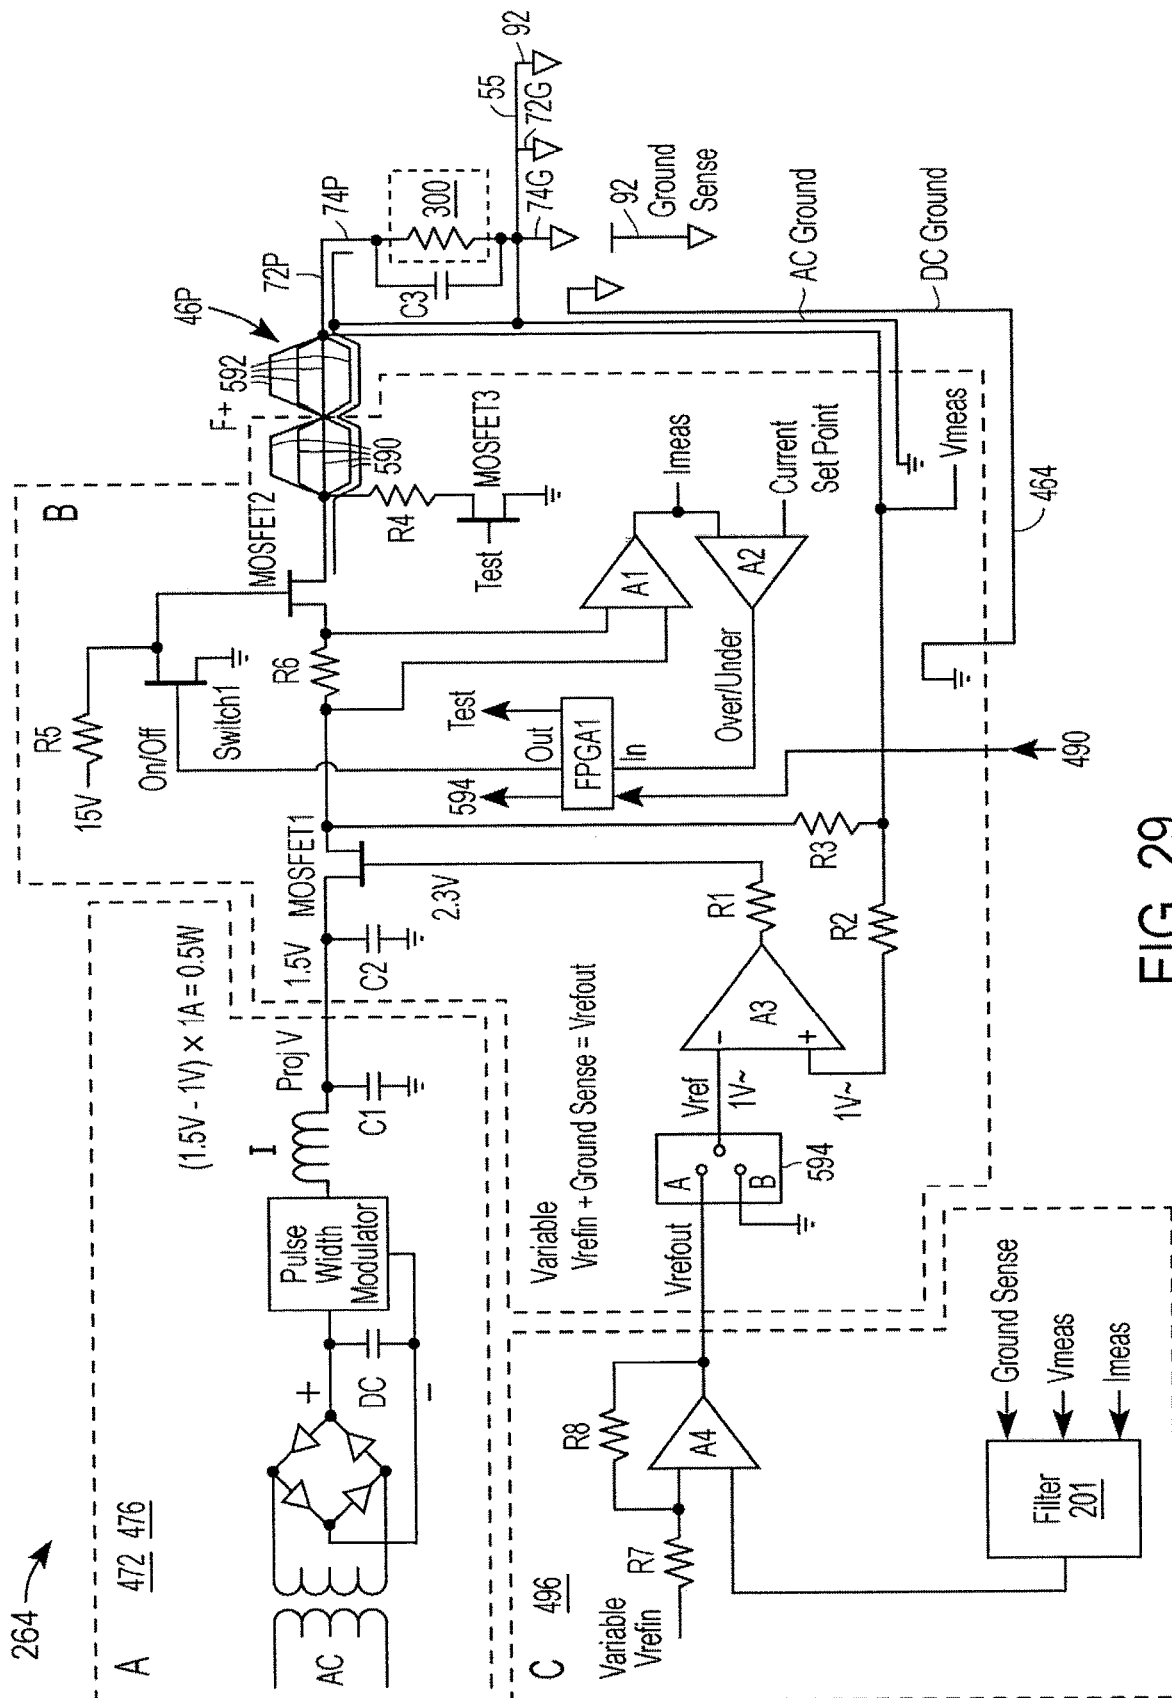 264
A
472 476
AC
+
DC
-
Pulse
Width
Modulator
I
(1.5V - 1V) × 1A = 0.5W
Proj V
C1
1.5V
C2
MOSFET1
2.3V
B
15V
R5
On/Off
Switch1
R6
MOSFET2
F+
46P
592
590
72P
74P
300
C3
55
92
72G
74G
92
Ground
Sense
AC Ground
DC Ground
R4
MOSFET3
Test
A1
Imeas
A2
Current
Set Point
Over/Under
Test
594
Out
FPGA1
In
490
464
Vmeas
R3
R2
R1
A3
-
+
Vref
1V~
1V~
Variable
Vrefin + Ground Sense = Vrefout
A
B
594
Vrefout
C
496
Variable
Vrefin
R7
R8
A4
Filter
201
Ground Sense
Vmeas
Imeas
FIG. 29